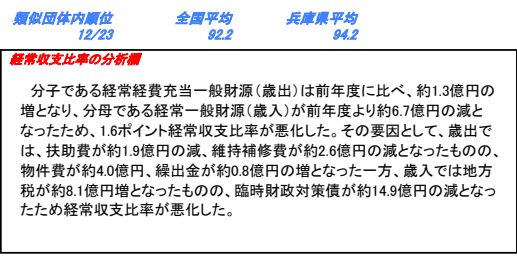 類似団体内順位 全国平均 兵庫県平均
12/23 92.2 94.2
経常収支比率の分析欄
分子である経常経費充当一般財源(歳出)は前年度に比べ、約1.3億円の
増となり、分母である経常一般財源(歳入)が前年度より約6.7億円の減と
なったため、1.6ポイント経常収支比率が悪化した。その要因として、歳出で
は、扶助費が約1.9億円の減、維持補修費が約2.6億円の減となったものの、
物件費が約4.0億円、繰出金が約0.8億円の増となった一方、歳入では地方
税が約8.1億円増となったものの、臨時財政対策債が約14.9億円の減となっ
たため経常収支比率が悪化した。